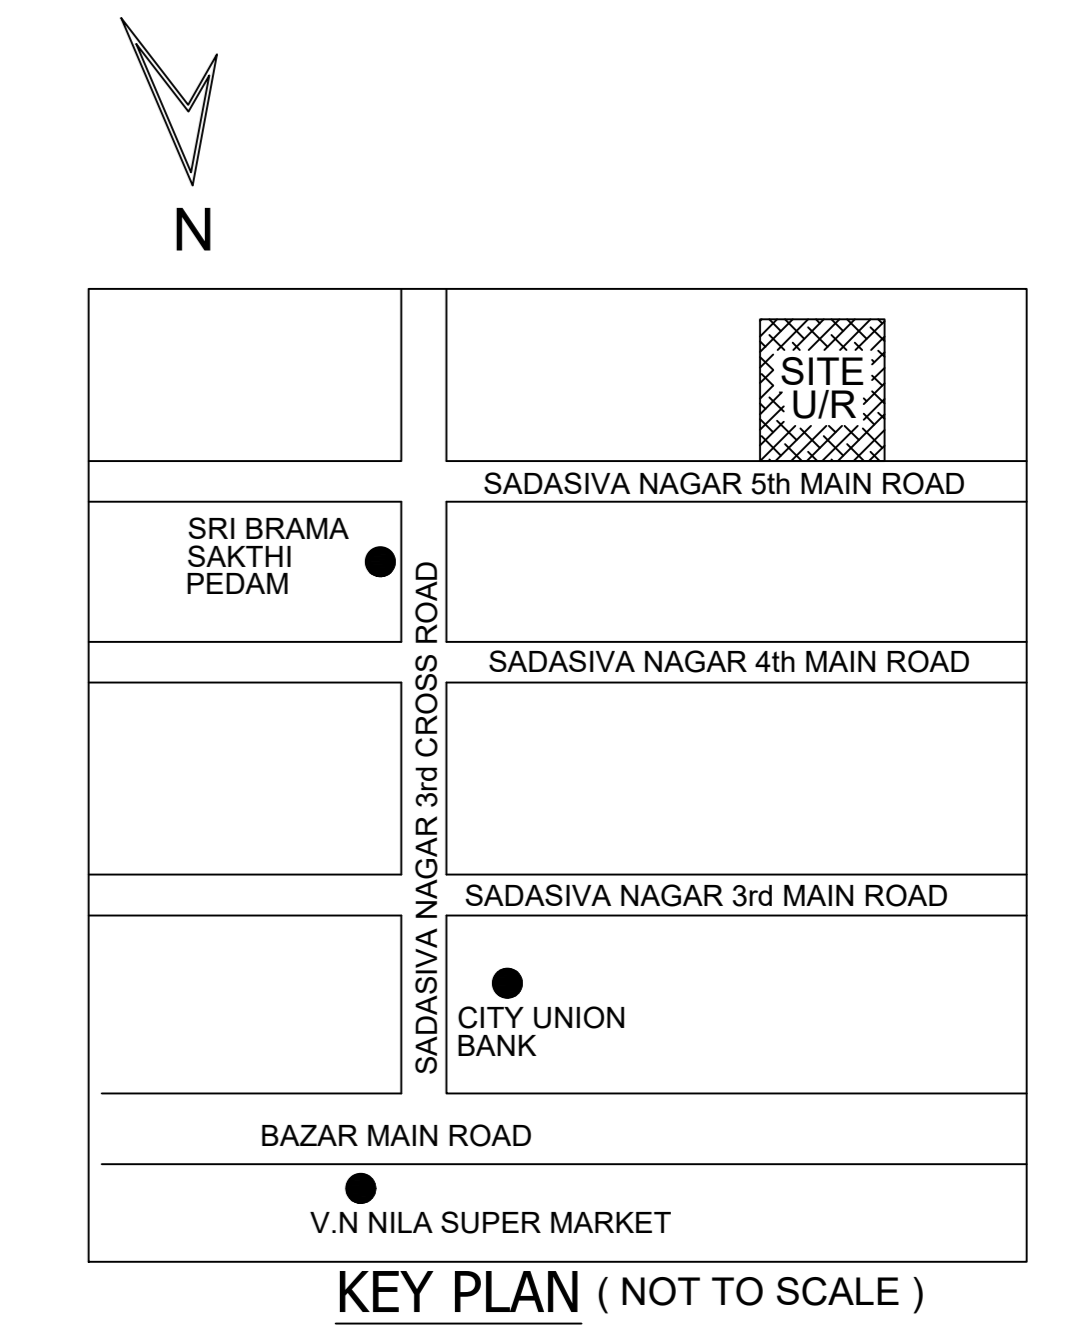 N
SITE
U/R
SADASIVA NAGAR 5th MAIN ROAD
SRI BRAMA
SAKTHI
PEDAM
SADASIVA NAGAR 3rd CROSS ROAD
SADASIVA NAGAR 4th MAIN ROAD
SADASIVA NAGAR 3rd MAIN ROAD
CITY UNION
BANK
BAZAR MAIN ROAD
V.N NILA SUPER MARKET
KEY PLAN ( NOT TO SCALE )